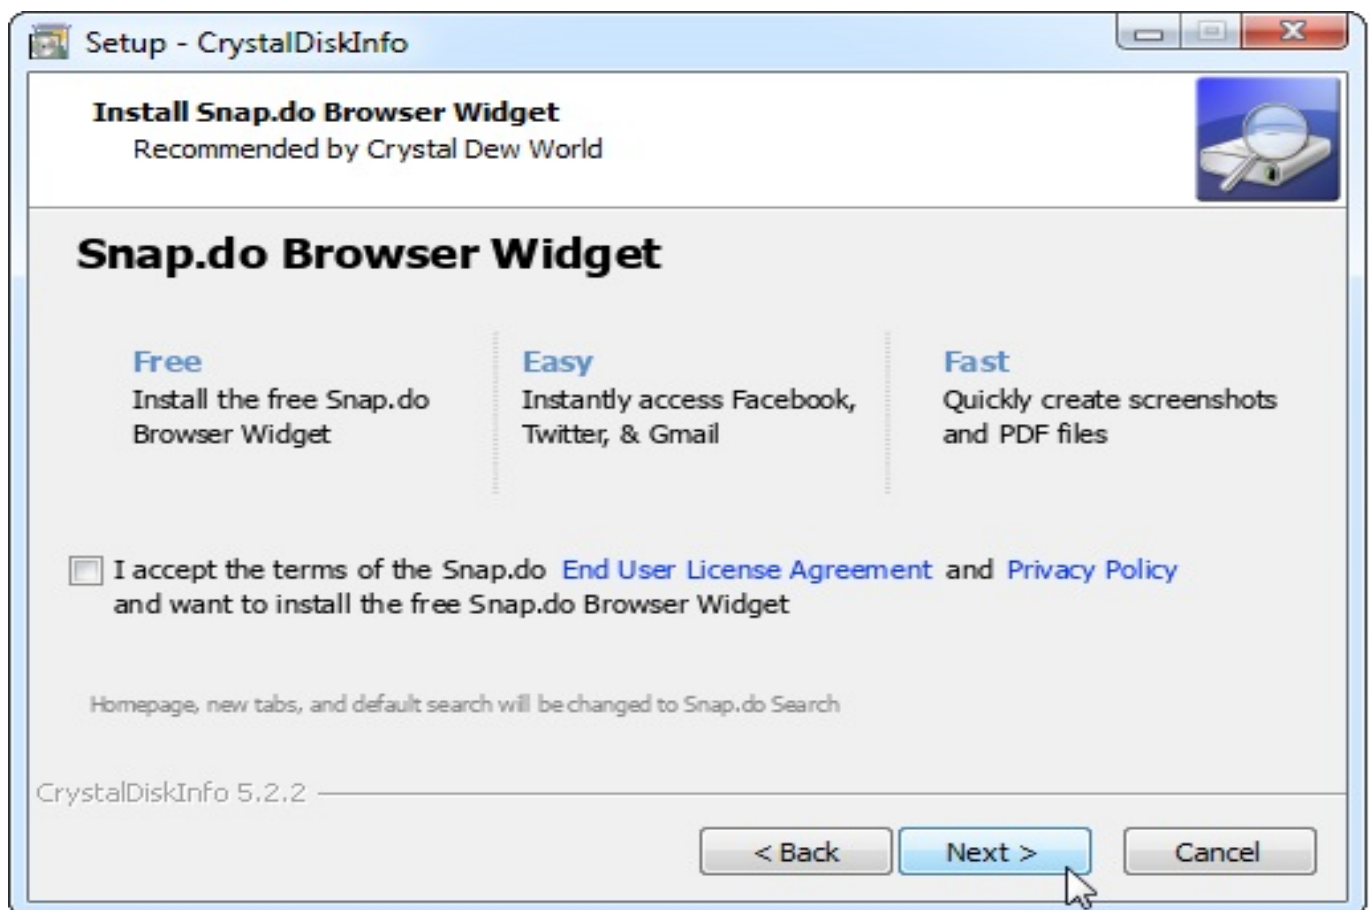 Setup - CrystalDiskInfo
Install Snap.do Browser Widget
Recommended by Crystal Dew World
Snap.do Browser Widget
Free
Install the free Snap.do
Browser Widget
Easy
Instantly access Facebook,
Twitter, & Gmail
Fast
Quickly create screenshots
and PDF files
I accept the terms of the Snap.do End User License Agreement and Privacy Policy
and want to install the free Snap.do Browser Widget
Homepage, new tabs, and default search will be changed to Snap.do Search
CrystalDiskInfo 5.2.2
< Back Next > Cancel